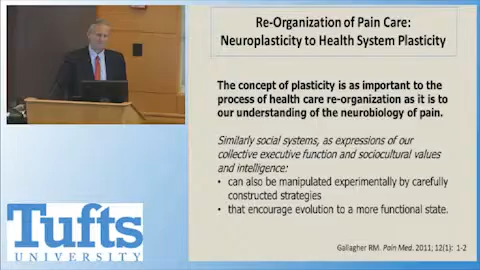 Re-Organization of Pain Care:
Neuroplasticity to Health System Plasticity
The concept of plasticity is as important to the
process of health care re-organization as it is to
our understanding of the neurobiology of pain.
Similarly social systems, as expressions of our
collective executive function and sociocultural values
and intelligence:
• can also be manipulated experimentally by carefully
constructed strategies
• that encourage evolution to a more functional state.
Gallagher RM. Pain Med. 2011; 12(1): 1-2
Tufts
UNIVERSITY